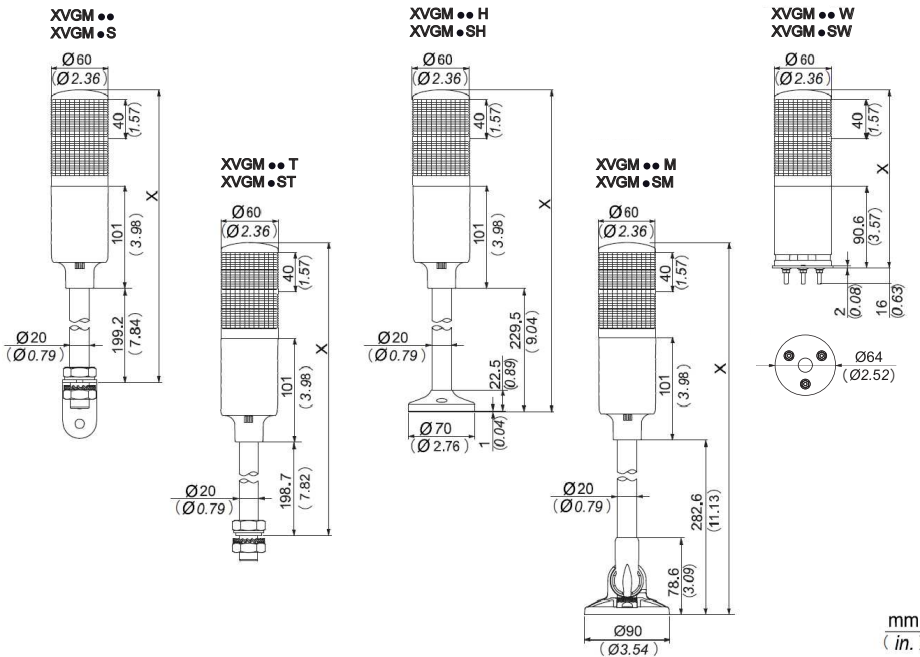 XVGM ••
XVGM •S
Ø60
(Ø2.36)
40
(1.57)
X
101
(3.98)
199.2
(7.84)
Ø20
(Ø0.79)
XVGM •• T
XVGM •ST
Ø60
(Ø2.36)
40
(1.57)
X
101
(3.98)
198.7
(7.82)
Ø20
(Ø0.79)
XVGM •• H
XVGM •SH
Ø60
(Ø2.36)
40
(1.57)
X
101
(3.98)
229.5
(9.04)
Ø20
(Ø0.79)
22.5
(0.89)
Ø70
(Ø2.76)
1
(0.04)
XVGM •• M
XVGM •SM
Ø60
(Ø2.36)
40
(1.57)
X
101
(3.98)
282.6
(11.13)
Ø20
(Ø0.79)
78.6
(3.09)
Ø90
(Ø3.54)
XVGM •• W
XVGM •SW
Ø60
(Ø2.36)
40
(1.57)
X
90.6
(3.57)
2
(0.08)
16
(0.63)
Ø64
(Ø2.52)
mm
( in.